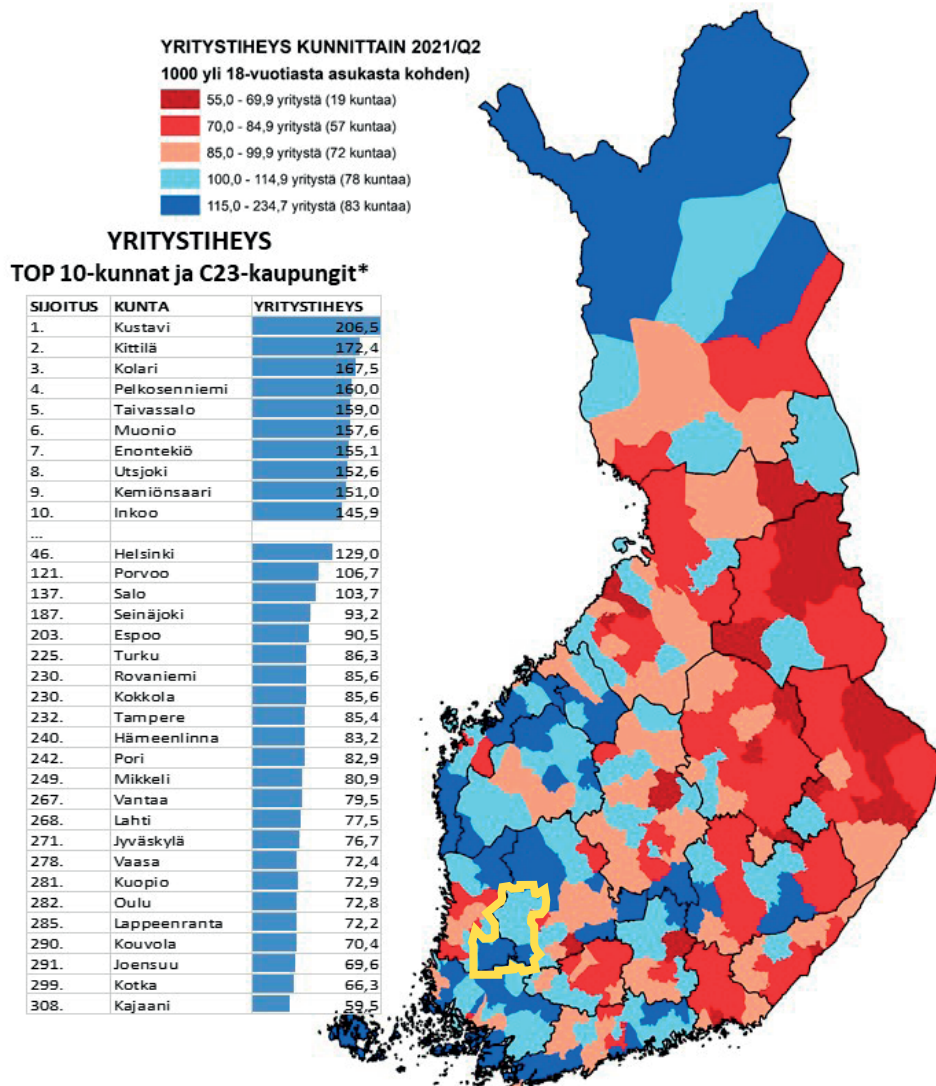 YRITYSTIHEYS KUNNITTAIN 2021/Q2
1000 yli 18-vuotiasta asukasta kohden)
55,0 - 69,9 yritystä (19 kuntaa)
70,0 - 84,9 yritystä (57 kuntaa)
85,0 - 99,9 yritystä (72 kuntaa)
100,0 - 114,9 yritystä (78 kuntaa)
115,0 - 234,7 yritystä (83 kuntaa)
YRITYSTIHEYS
TOP 10-kunnat ja C23-kaupungit*
SIJOITUS KUNTA YRITYSTIHEYS
1. Kustavi 206,5
2. Kittilä 172,4
3. Kolari 167,5
4. Pelkosenniemi 160,0
5. Taivassalo 159,0
6. Muonio 157,6
7. Enontekiö 155,1
8. Utsjoki 152,6
9. Kemiönsaari 151,0
10. Inkoo 145,9
...
46. Helsinki 129,0
121. Porvoo 106,7
137. Salo 103,7
187. Seinäjoki 93,2
203. Espoo 90,5
225. Turku 86,3
230. Rovaniemi 85,6
230. Kokkola 85,6
232. Tampere 85,4
240. Hämeenlinna 83,2
242. Pori 82,9
249. Mikkeli 80,9
267. Vantaa 79,5
268. Lahti 77,5
271. Jyväskylä 76,7
278. Vaasa 72,4
281. Kuopio 72,9
282. Oulu 72,8
285. Lappeenranta 72,2
290. Kouvola 70,4
291. Joensuu 69,6
299. Kotka 66,3
308. Kajaani 59,5